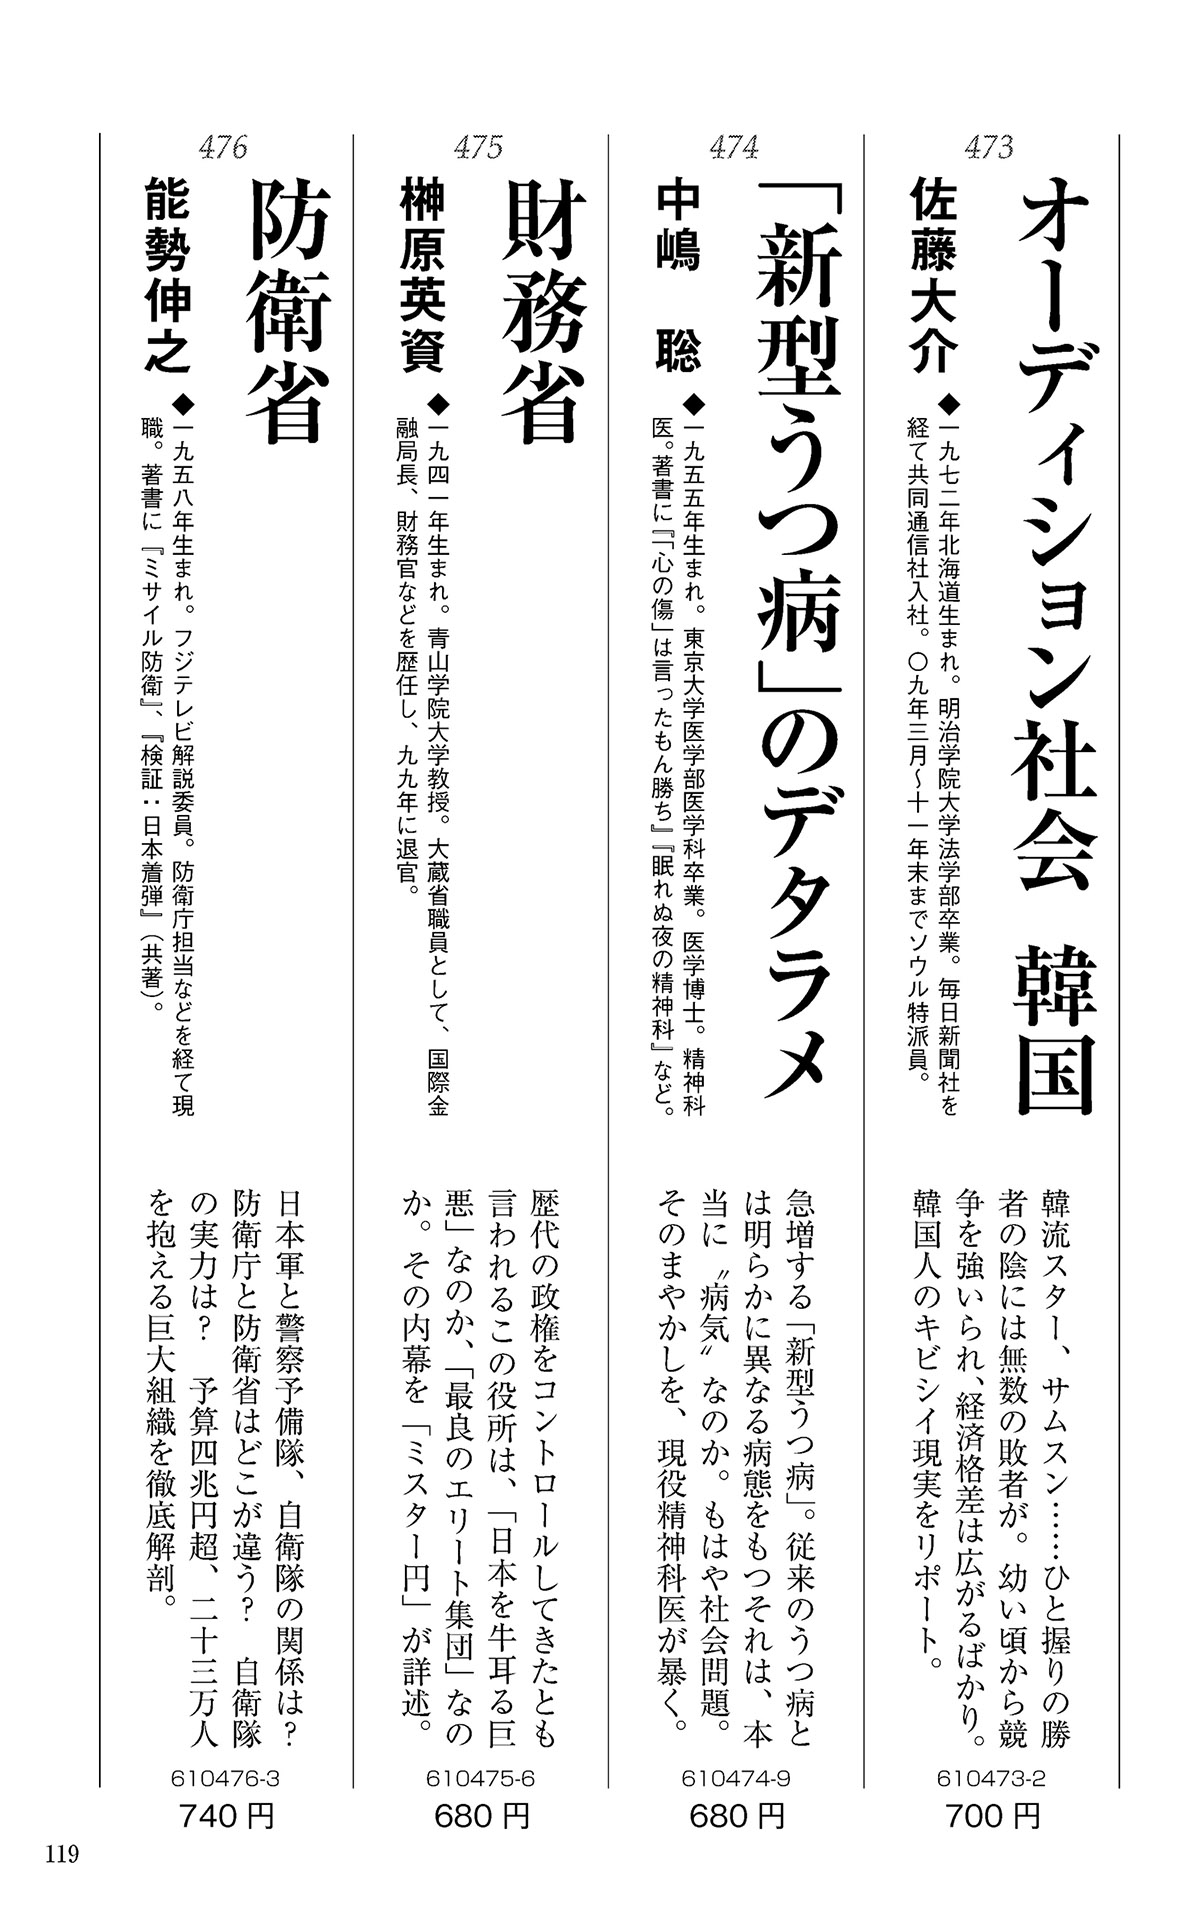 473
オーディション社会 韓国
佐藤大介
◆一九七二年北海道生まれ。明治学院大学法学部卒業。毎日新聞社を
経て共同通信社入社。〇九年三月〜十一年末までソウル特派員。
韓流スター、サムスン……ひと握りの勝
者の陰には無数の敗者が。幼い頃から競
争を強いられ、経済格差は広がるばかり。
韓国人のキビシイ現実をリポート。
610473-2
700円
474
「新型うつ病」のデタラメ
中嶋 聡
◆一九五五年生まれ。東京大学医学部医学科卒業。医学博士。精神科
医。著書に『「心の傷」は言ったもん勝ち』『眠れぬ夜の精神科』など。
急増する「新型うつ病」。従来のうつ病と
は明らかに異なる病態をもつそれは、本
当に〝病気〟なのか。もはや社会問題。
そのまやかしを、現役精神科医が暴く。
610474-9
680円
475
財務省
榊原英資
◆一九四一年生まれ。青山学院大学教授。大蔵省職員として、国際金
融局長、財務官などを歴任し、九九年に退官。
歴代の政権をコントロールしてきたとも
言われるこの役所は、「日本を牛耳る巨
悪」なのか、「最良のエリート集団」なの
か。その内幕を「ミスター円」が詳述。
610475-6
680円
476
防衛省
能勢伸之
◆一九五八年生まれ。フジテレビ解説委員。防衛庁担当などを経て現
職。著書に『ミサイル防衛』、『検証:日本着弾』(共著)。
日本軍と警察予備隊、自衛隊の関係は?
防衛庁と防衛省はどこが違う? 自衛隊
の実力は? 予算四兆円超、二十三万人
を抱える巨大組織を徹底解剖。
610476-3
740円
119